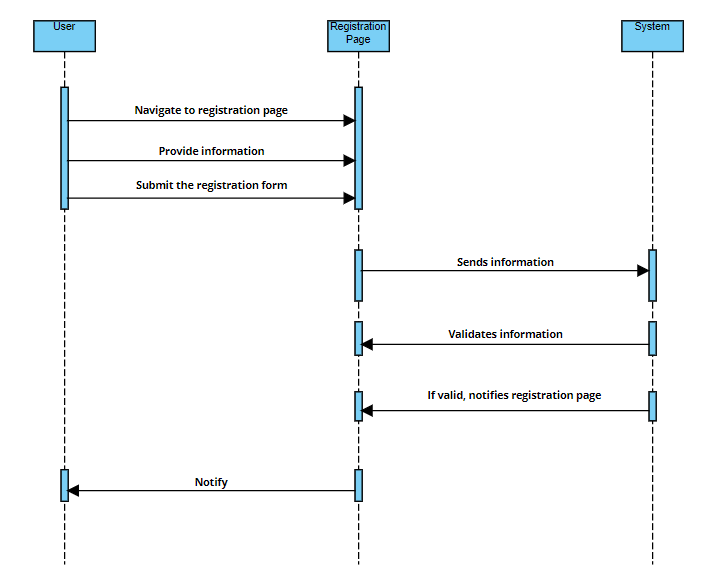 User
Registration
Page
System
Navigate to registration page
Provide information
Submit the registration form
Sends information
Validates information
If valid, notifies registration page
Notify